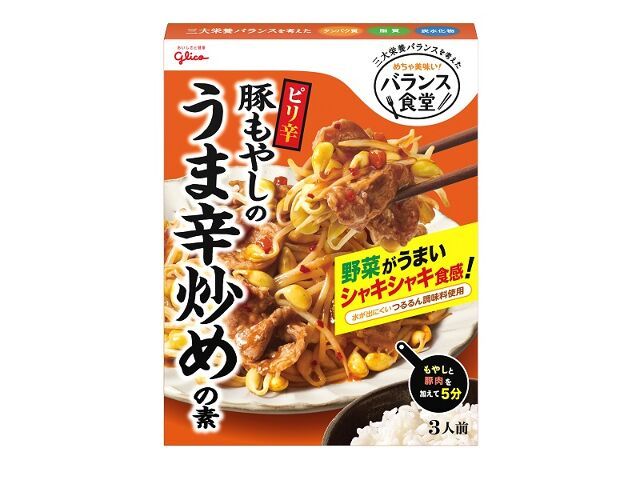 三大栄養バランスを考えた
タンパク質
脂質
炭水化物
おいしさと健康
Glico
三大栄養バランスを考えた
めちゃ美味い!
バランス
食堂
ピリ辛
豚もやしの
うま辛炒め
の素
野菜がうまい
シャキシャキ食感!
水が出にくいつるるん調味料使用
もやしと
豚肉を
加えて5分
3人前